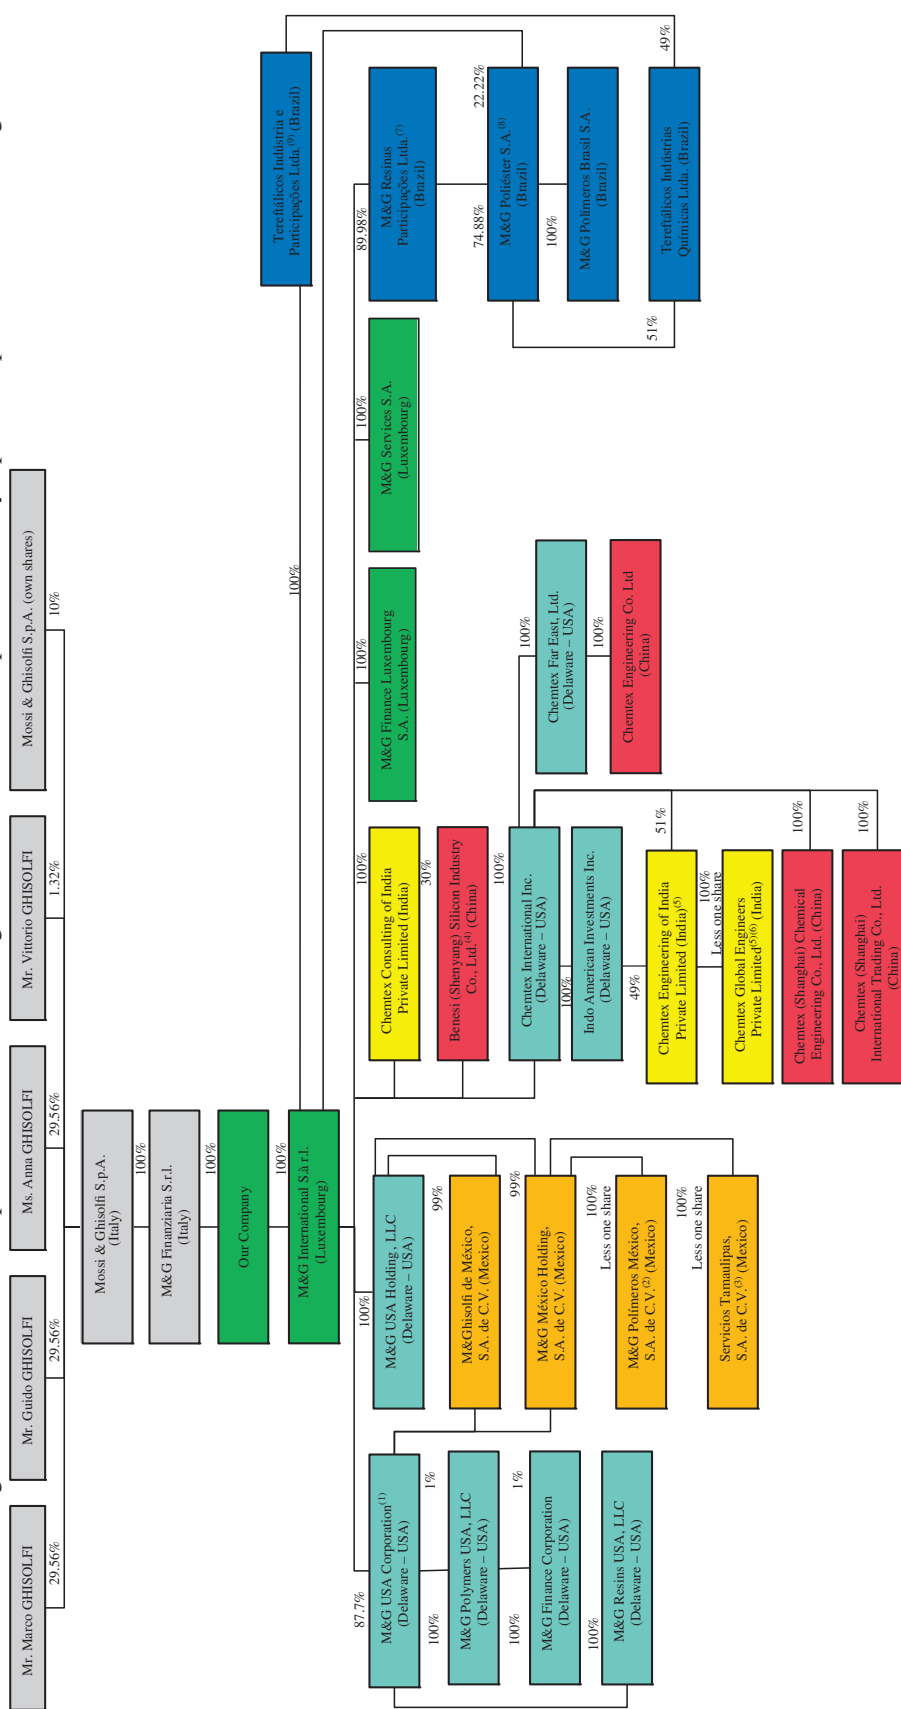 Mr. Marco GHISOLFI
29.56%
Mr. Guido GHISOLFI
29.56%
Ms. Anna GHISOLFI
29.56%
Mr. Vittorio GHISOLFI
1.32%
Mossi & Ghisolfi S.p.A. (own shares)
10%
Mossi & Ghisolfi S.p.A.
(Italy)
100%
M&G Finanziaria S.r.l.
(Italy)
100%
Our Company
100%
M&G International S.à r.l.
(Luxembourg)
100%
Tereftálicos Indústria e
Participações Ltda.(9) (Brazil)
87.7%
M&G USA Corporation(1)
(Delaware – USA)
100%
1%
M&G Polymers USA, LLC
(Delaware – USA)
100%
1%
M&G Finance Corporation
(Delaware – USA)
100%
M&G Resins USA, LLC
(Delaware – USA)
100%
M&G USA Holding , LLC
(Delaware – USA)
99%
M&Ghisolfi de México,
S.A. de C.V. (Mexico)
99%
M&G México Holding,
S.A. de C.V. (Mexico)
100%
Less one share
M&G Polímeros México,
S.A. de C.V.(2) (Mexico)
100%
Less one share
Servicios Tamaulipas,
S.A. de C.V.(3) (Mexico)
100%
Chemtex Consulting of India
Private Limited (India)
30%
Benesi (Shenyang) Silicon Industry
Co., Ltd.(4) (China)
100%
Chemtex International Inc.
(Delaware – USA)
100%
Indo American Investments Inc.
(Delaware – USA)
49%
51%
Chemtex Engineering of India
Private Limited (India)(5)
100%
Less one share
Chemtex Global Engineers
Private Limited(5)(6) (India)
100%
Chemtex (Shanghai) Chemical
Engineering Co., Ltd. (China)
100%
Chemtex (Shanghai)
International Trading Co., Ltd.
(China)
100%
Chemtex Far East, Ltd.
(Delaware – USA)
100%
Chemtex Engineering Co. Ltd
(China)
100%
M&G Finance Luxembourg
S.A. (Luxembourg)
100%
M&G Services S.A.
(Luxembourg)
89.98%
M&G Resinas
Participações Ltda.(7)
(Brazil)
74.88%
22.22%
M&G Poliéster S.A.(8)
(Brazil)
100%
M&G Polímeros Brasil S.A.
(Brazil)
51%
49%
Tereftálicos Indústrias
Químicas Ltda. (Brazil)